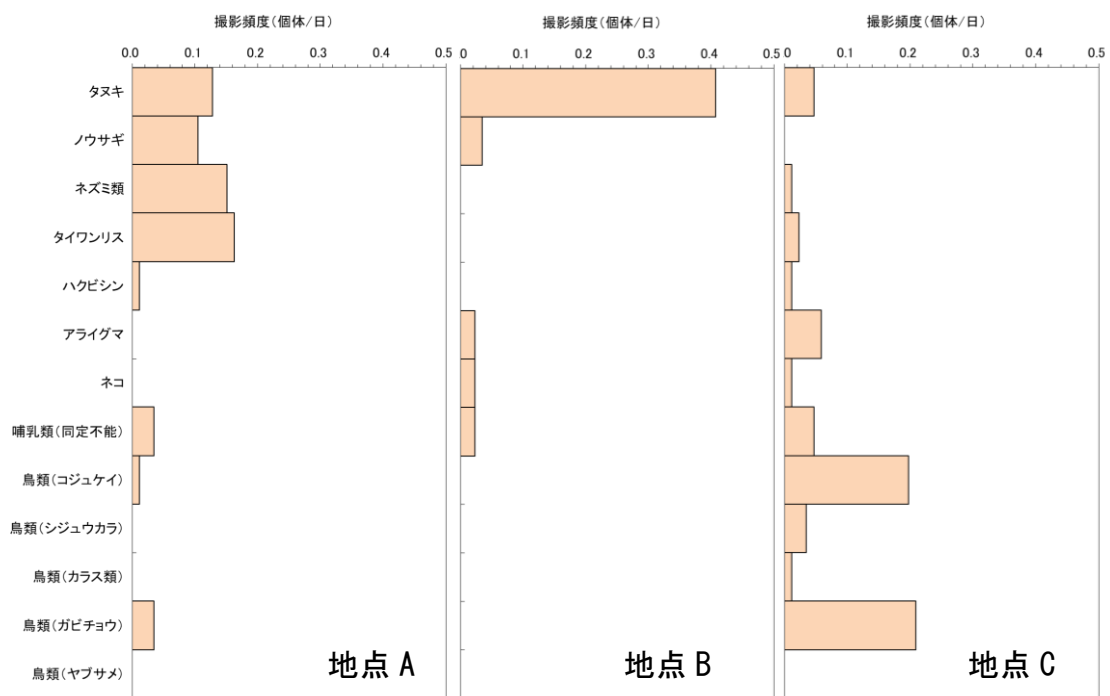 撮影頻度(個体/日)
撮影頻度(個体/日)
撮影頻度(個体/日)
0.0 0.1 0.2 0.3 0.4 0.5
0 0.1 0.2 0.3 0.4 0.5
0 0.1 0.2 0.3 0.4 0.5
タヌキ
ノウサギ
ネズミ類
タイワンリス
ハクビシン
アライグマ
ネコ
哺乳類(同定不能)
鳥類(コジュケイ)
鳥類(シジュウカラ)
鳥類(カラス類)
鳥類(ガビチョウ)
鳥類(ヤブサメ)
地点 A
地点 B
地点 C